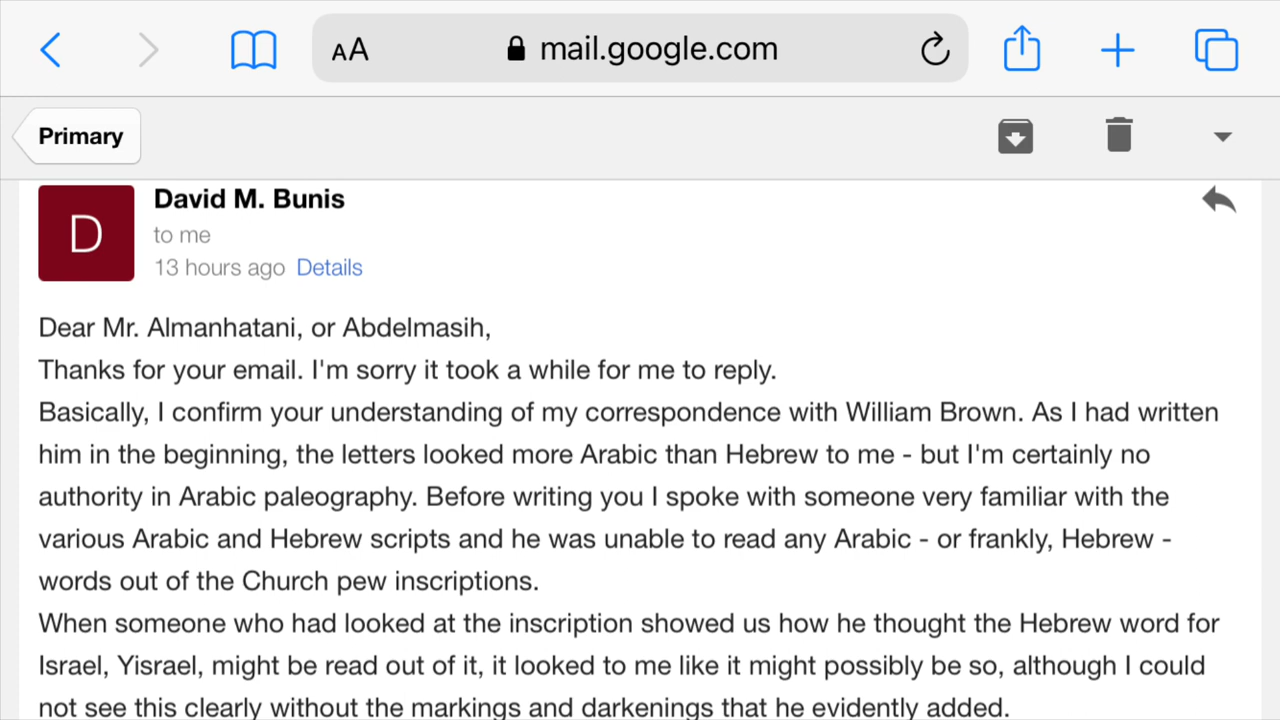 AA mail.google.com
Primary
D
David M. Bunis
to me
13 hours ago Details
Dear Mr. Almanhatani, or Abdelmasih,
Thanks for your email. I'm sorry it took a while for me to reply.
Basically, I confirm your understanding of my correspondence with William Brown. As I had written
him in the beginning, the letters looked more Arabic than Hebrew to me - but I'm certainly no
authority in Arabic paleography. Before writing you I spoke with someone very familiar with the
various Arabic and Hebrew scripts and he was unable to read any Arabic - or frankly, Hebrew -
words out of the Church pew inscriptions.
When someone who had looked at the inscription showed us how he thought the Hebrew word for
Israel, Yisrael, might be read out of it, it looked to me like it might possibly be so, although I could
not see this clearly without the markings and darkenings that he evidently added.